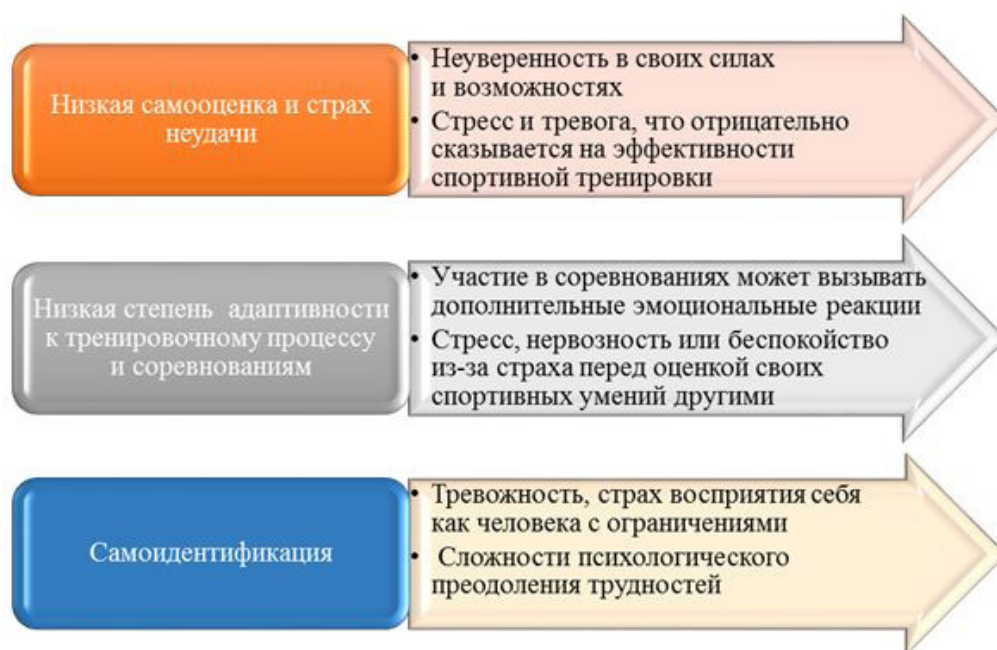 Низкая самооценка и страх
неудачи
• Неуверенность в своих силах
и возможностях
• Стресс и тревога, что отрицательно
сказывается на эффективности
спортивной тренировки
Низкая степень адаптивности
к тренировочному процессу
и соревнованиям
• Участие в соревнованиях может вызывать
дополнительные эмоциональные реакции
• Стресс, нервозность или беспокойство
из-за страха перед оценкой своих
спортивных умений другими
Самоидентификация
• Тревожность, страх восприятия себя
как человека с ограничениями
• Сложности психологического
преодоления трудностей